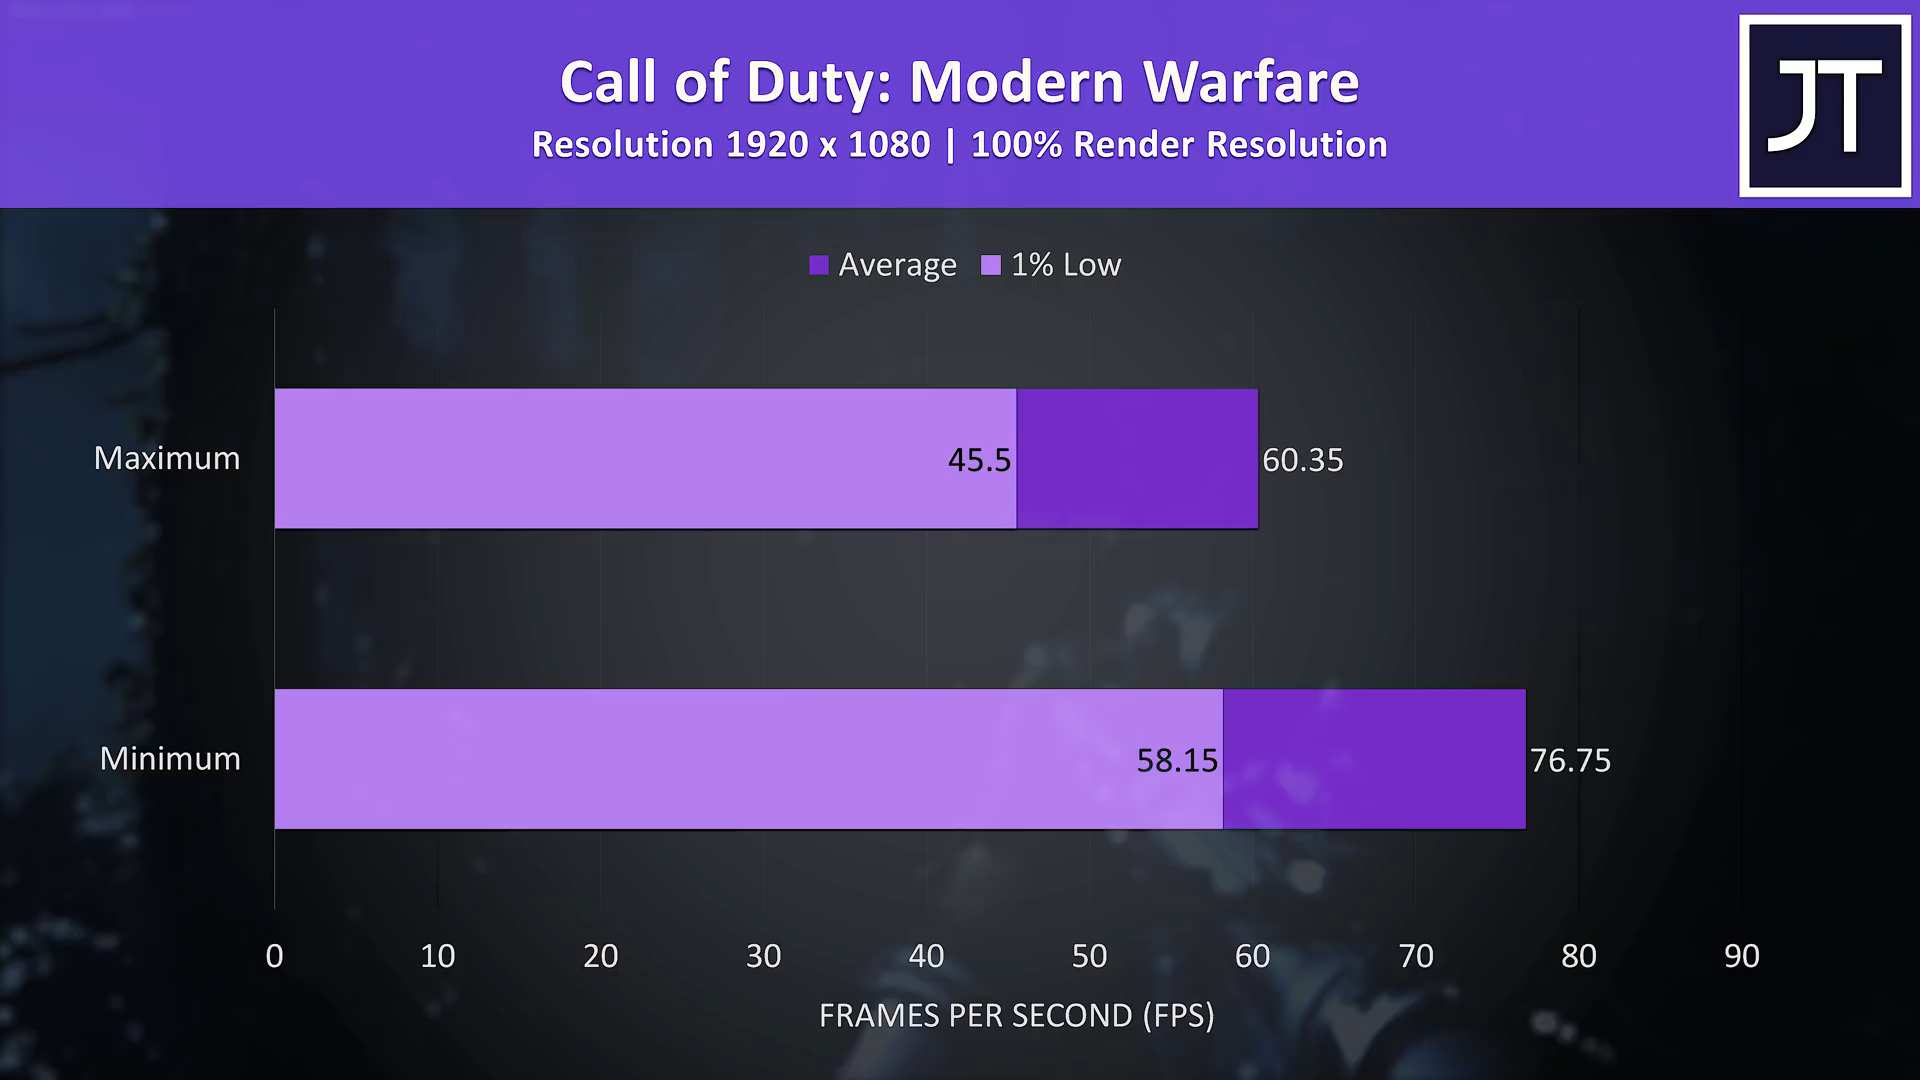 Call of Duty: Modern Warfare
Resolution 1920 x 1080 | 100% Render Resolution
JT
Average 1% Low
Maximum 45.5 60.35
Minimum 58.15 76.75
0 10 20 30 40 50 60 70 80 90
FRAMES PER SECOND (FPS)